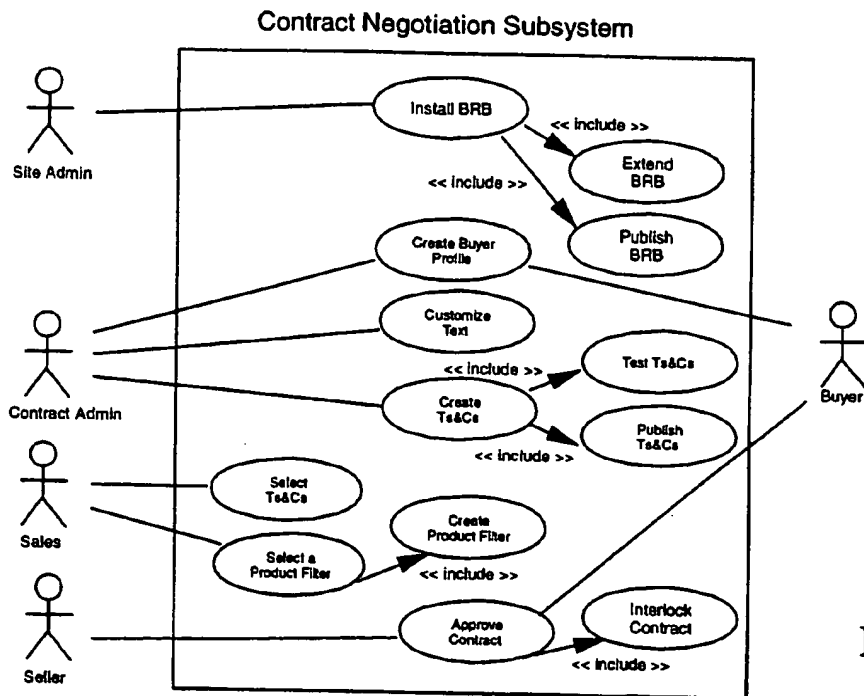 Contract Negotiation Subsystem
Site Admin
Install BRB
<< include >>
Extend
BRB
<< include >>
Publish
BRB
Create Buyer
Profile
Customize
Text
Contract Admin
<< include >>
Test Ts&Cs
Create
Ts&Cs
<< include >>
Publish
Ts&Cs
Buyer
Sales
Select
Ts&Cs
Select a
Product Filter
Create
Product Filter
<< include >>
Seller
Approve
Contract
<< include >>
Interlock
Contract